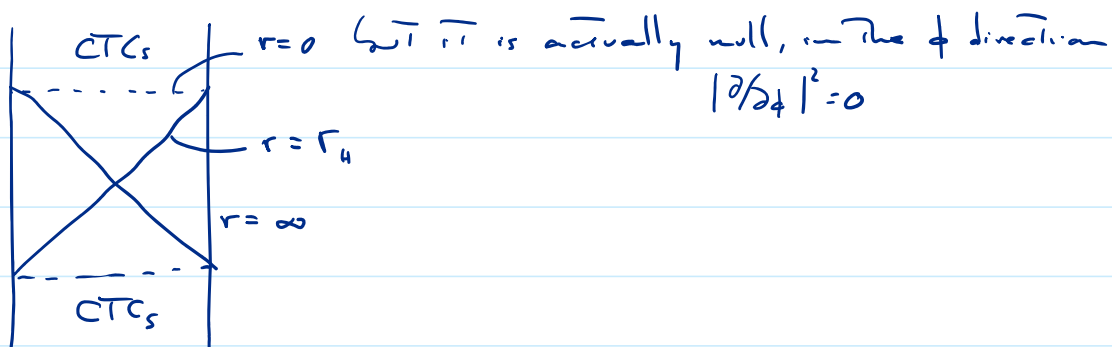 CTCs
r=0 but it is actually null, in the ϕ direction
|∂/∂ϕ|²=0
r = r_H
r = ∞
CTCs